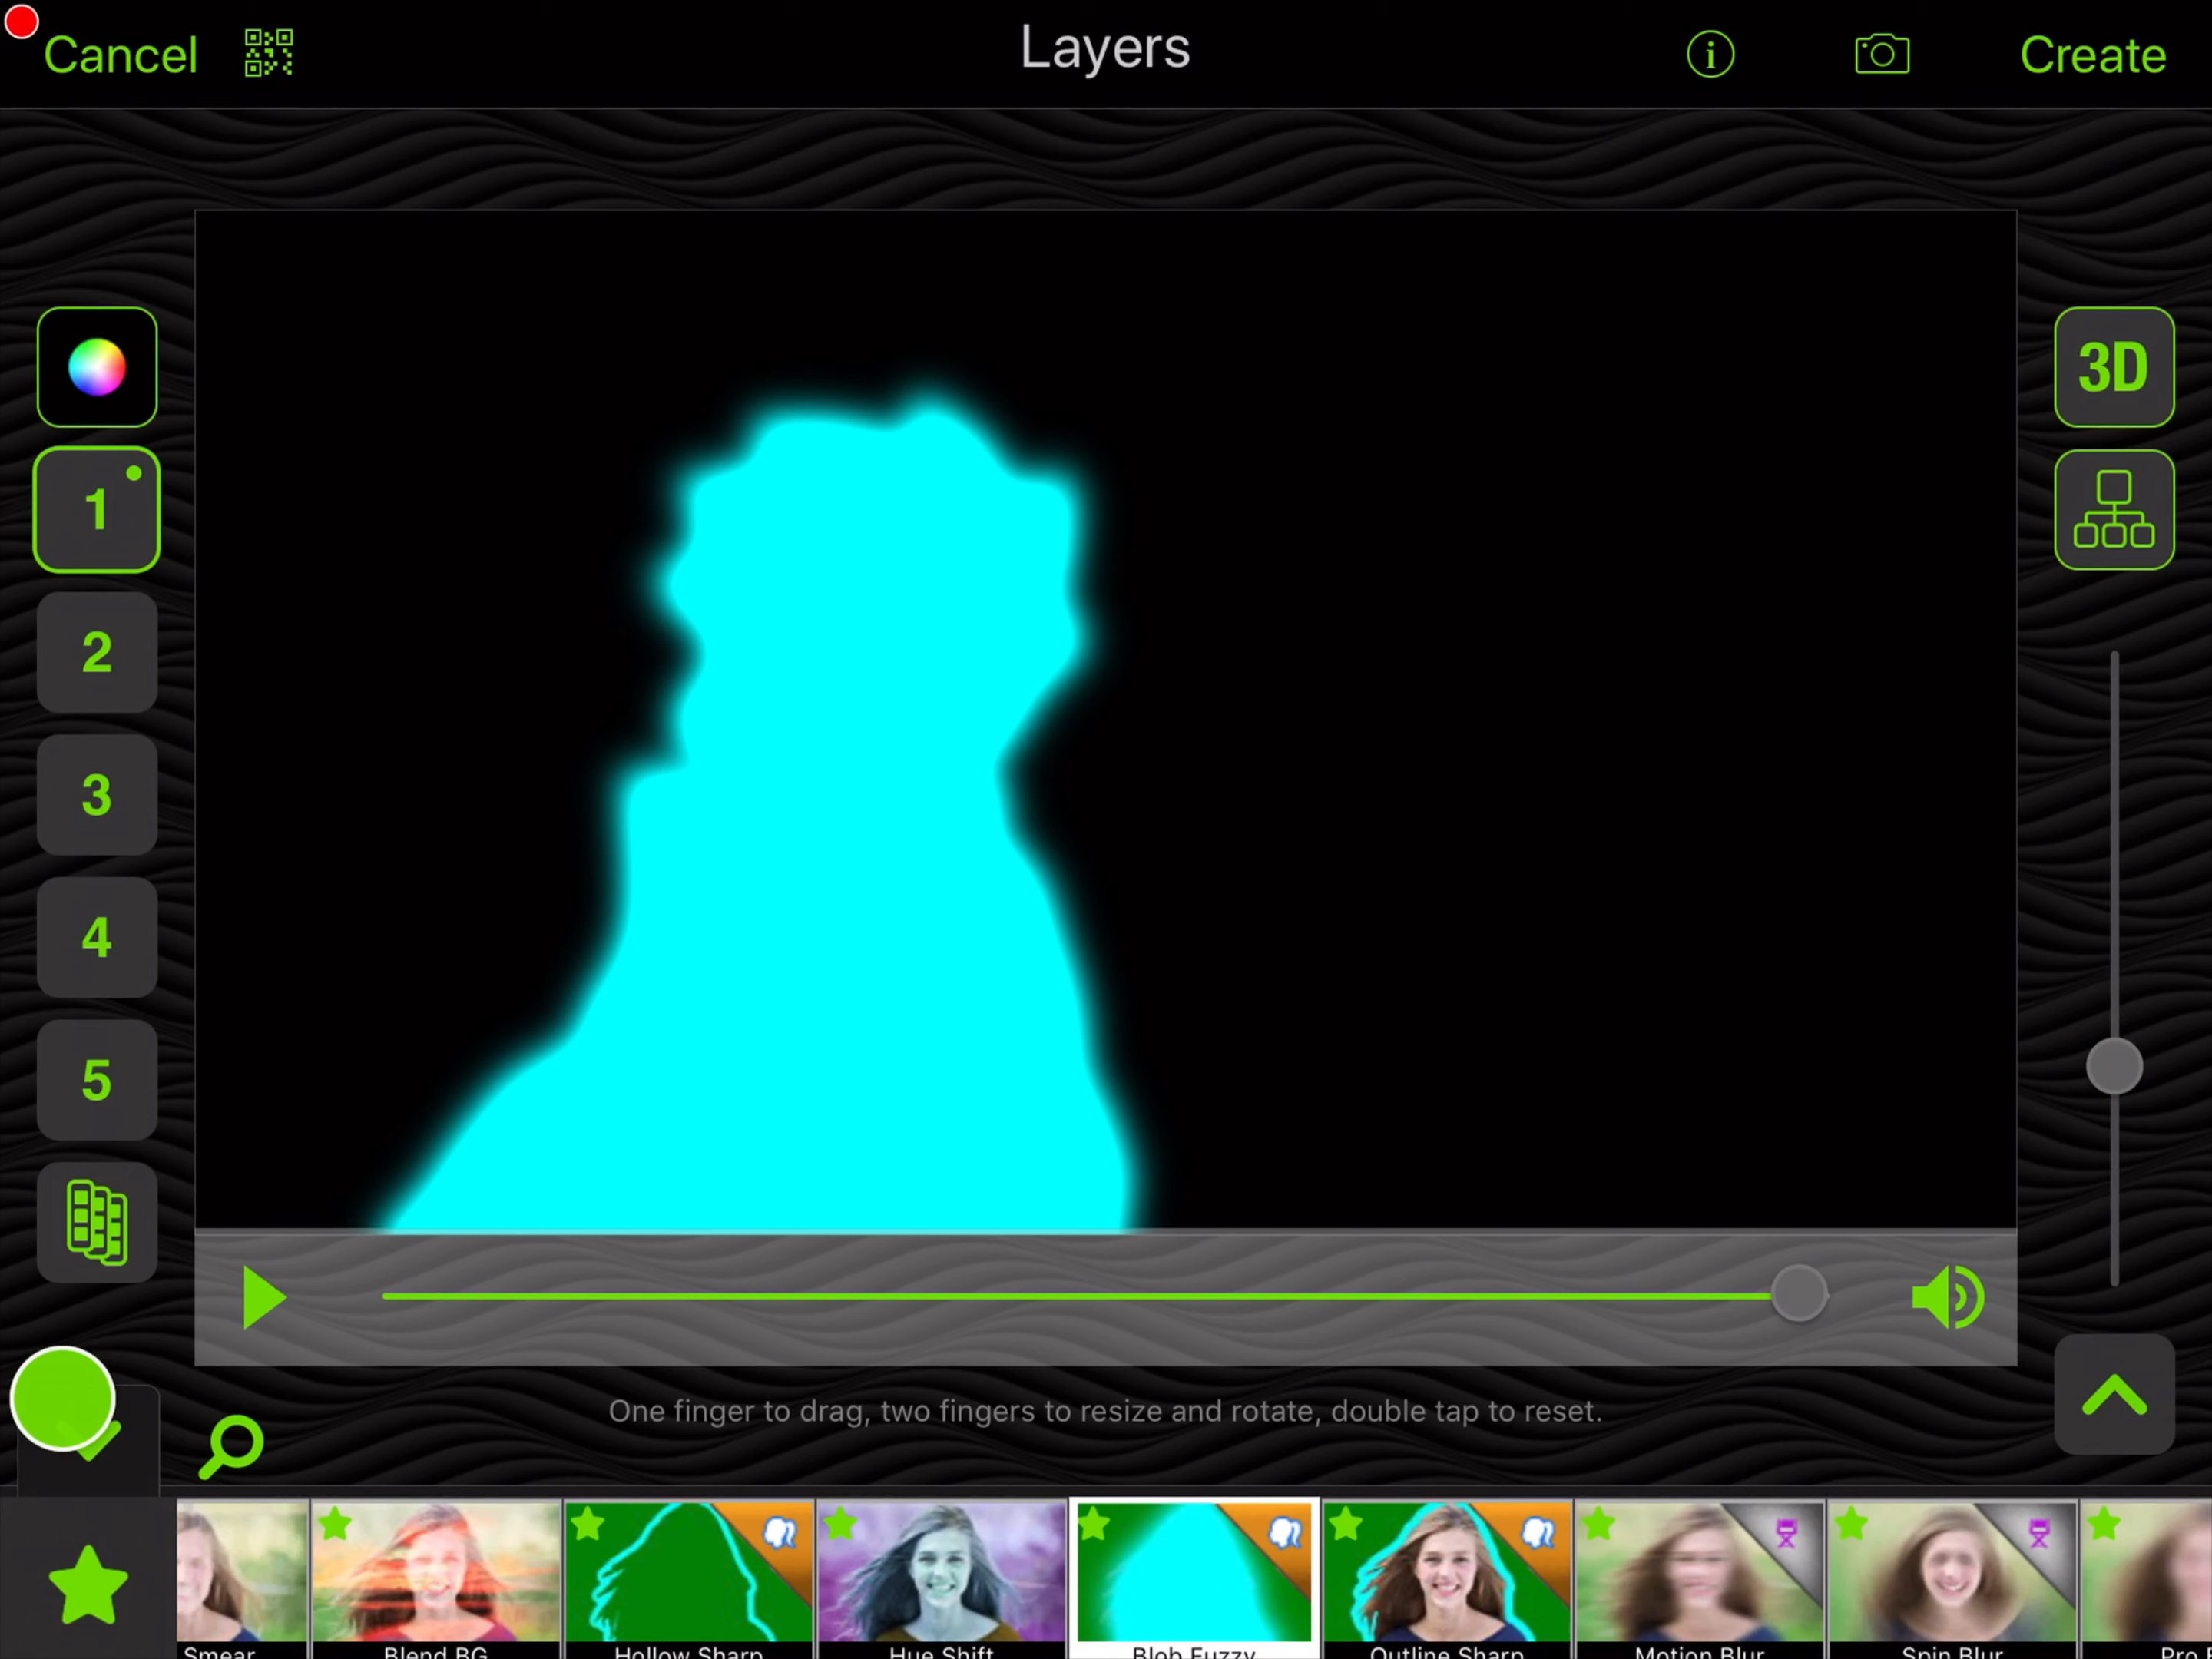 Cancel
Layers
Create
1
3D
2
3
4
5
One finger to drag, two fingers to resize and rotate, double tap to reset.
Smear
Blend BG
Hollow Sharp
Hue Shift
Blob Fuzzy
Outline Sharp
Motion Blur
Spin Blur
Pro